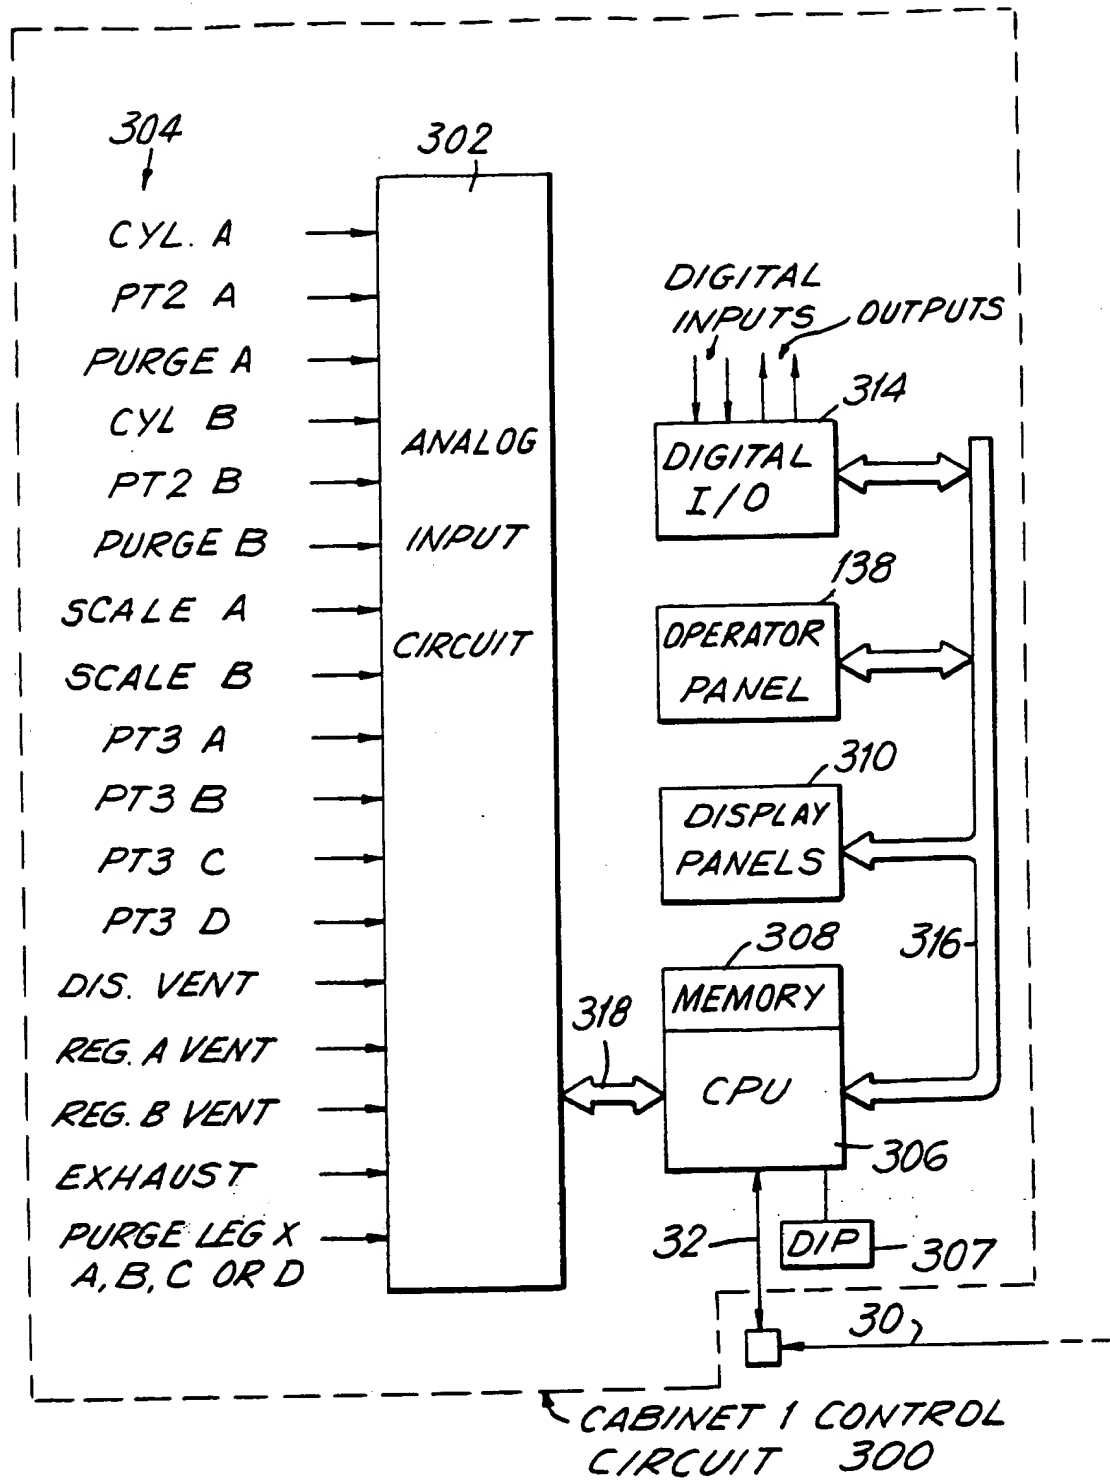 304
302
CYL. A
PT2 A
PURGE A
CYL B
PT2 B
PURGE B
SCALE A
SCALE B
PT3 A
PT3 B
PT3 C
PT3 D
DIS. VENT
REG. A VENT
REG. B VENT
EXHAUST
PURGE LEG X
A, B, C OR D
ANALOG
INPUT
CIRCUIT
DIGITAL
INPUTS
OUTPUTS
314
DIGITAL
I/O
138
OPERATOR
PANEL
310
DISPLAY
PANELS
316
308
MEMORY
318
CPU
306
32
DIP
307
30
CABINET 1 CONTROL
CIRCUIT 300